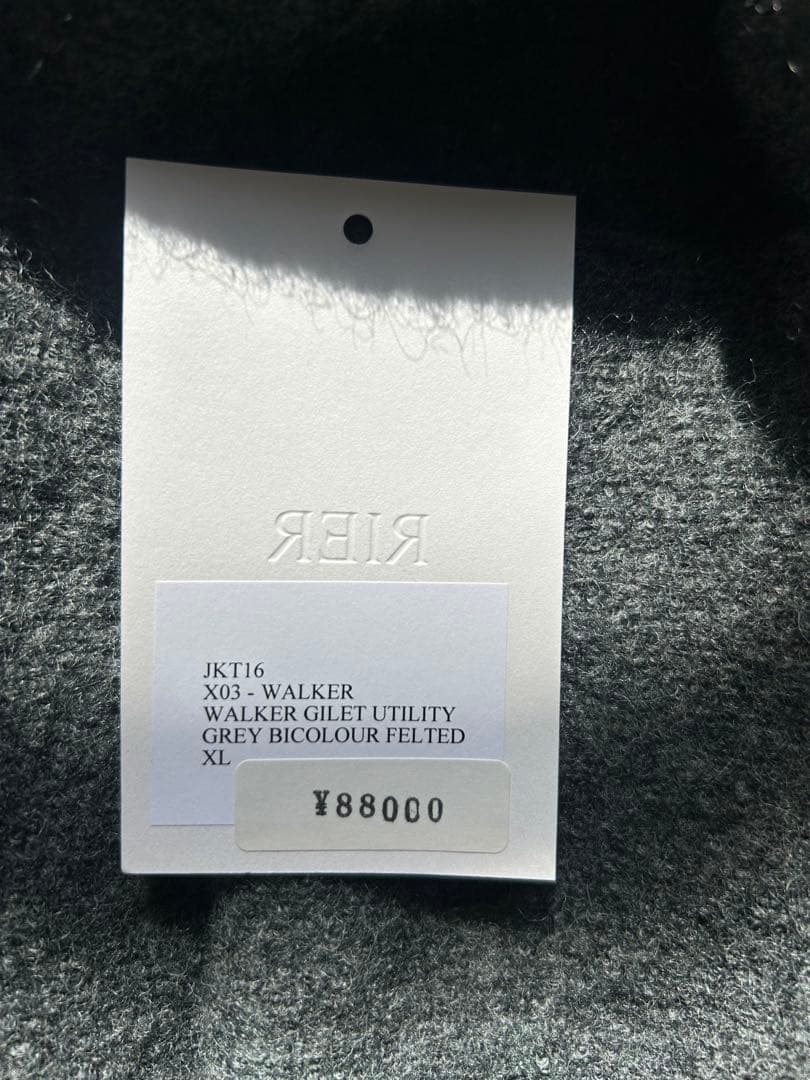 RIER
JKT16
X03 - WALKER
WALKER GILET UTILITY
GREY BICOLOUR FELTED
XL
¥88000